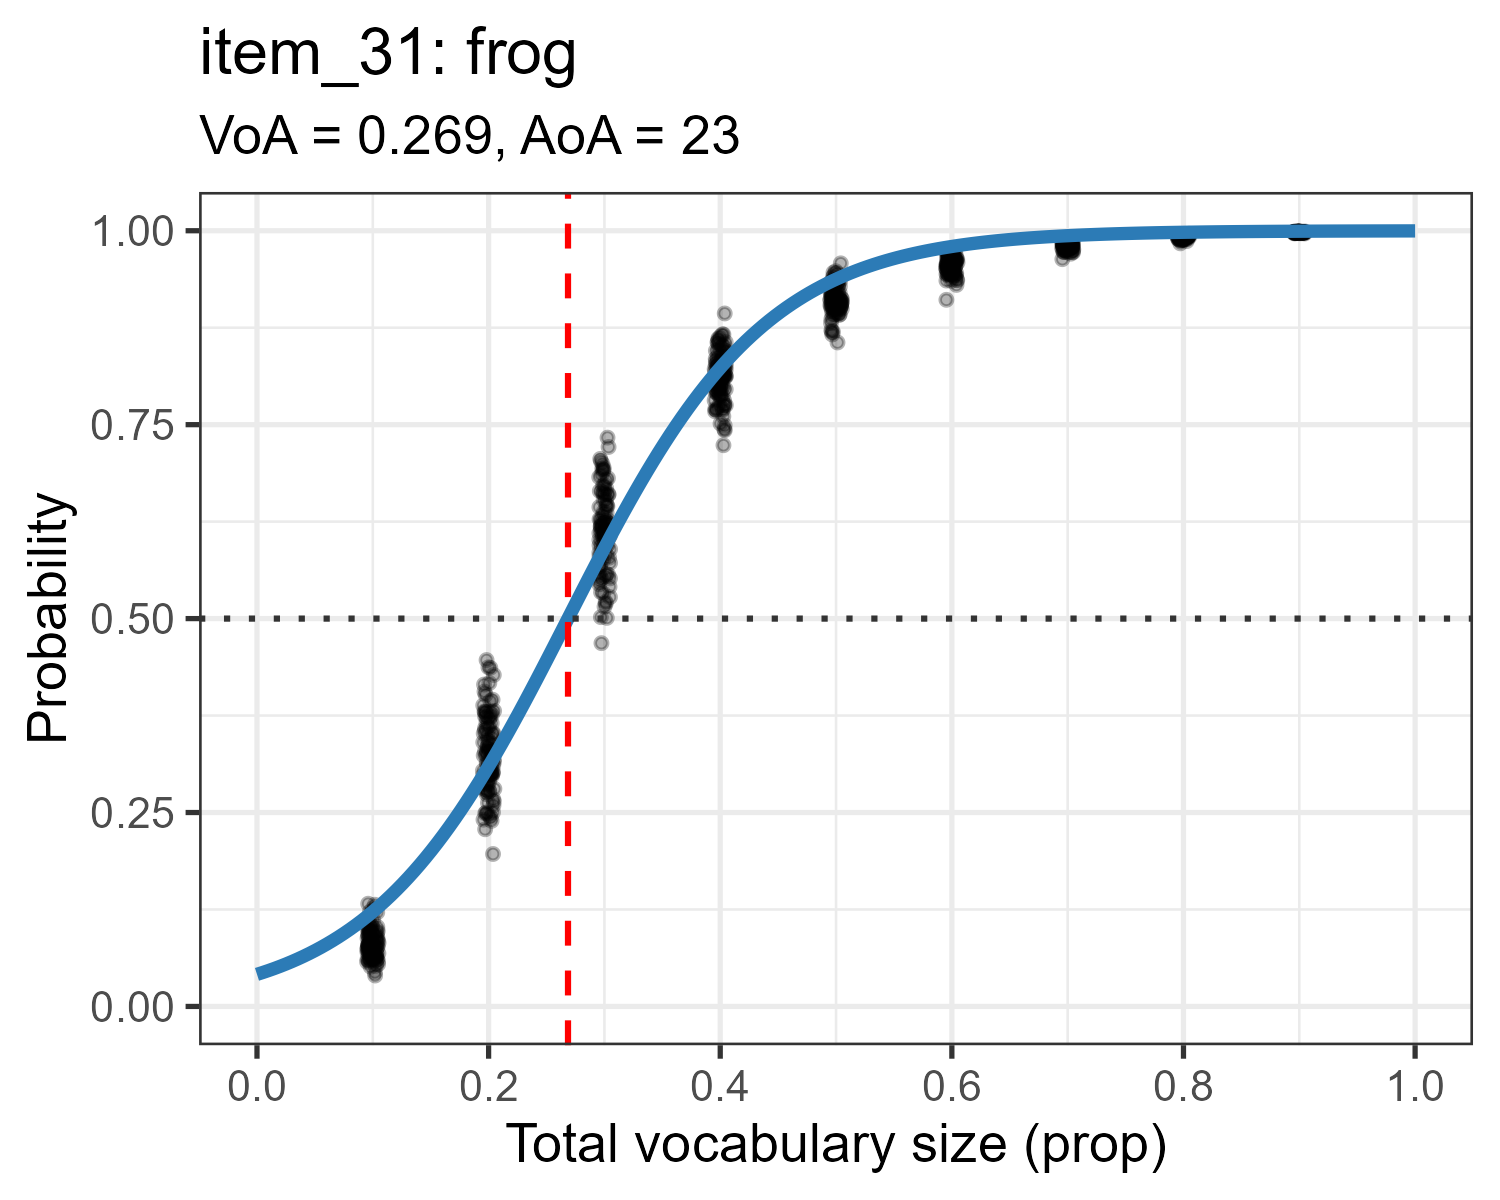 item_31: frog
VoA = 0.269, AoA = 23
Probability
1.00
0.75
0.50
0.25
0.00
0.0 0.2 0.4 0.6 0.8 1.0
Total vocabulary size (prop)